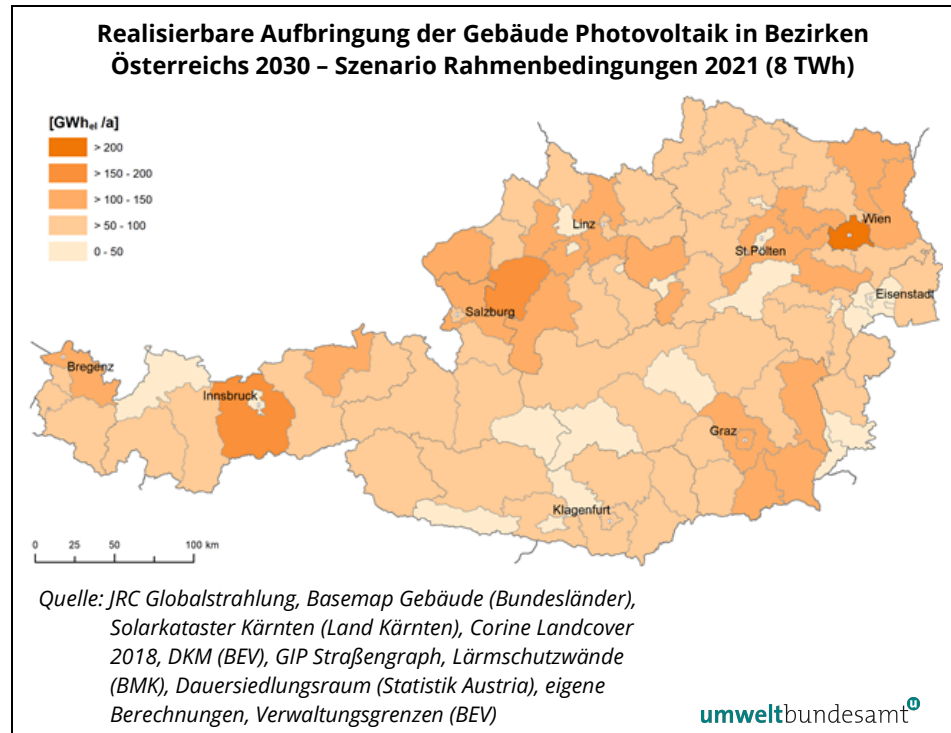 Realisierbare Aufbringung der Gebäude Photovoltaik in Bezirken
Österreichs 2030 – Szenario Rahmenbedingungen 2021 (8 TWh)
[GWhel /a]
> 200
> 150 - 200
> 100 - 150
> 50 - 100
0 - 50
Wien
Linz
St.Pölten
Eisenstadt
Salzburg
Bregenz
Innsbruck
Graz
Klagenfurt
0 25 50 100 km
Quelle: JRC Globalstrahlung, Basemap Gebäude (Bundesländer),
Solarkataster Kärnten (Land Kärnten), Corine Landcover
2018, DKM (BEV), GIP Straßengraph, Lärmschutzwände
(BMK), Dauersiedlungsraum (Statistik Austria), eigene
Berechnungen, Verwaltungsgrenzen (BEV)
umweltbundesamt u